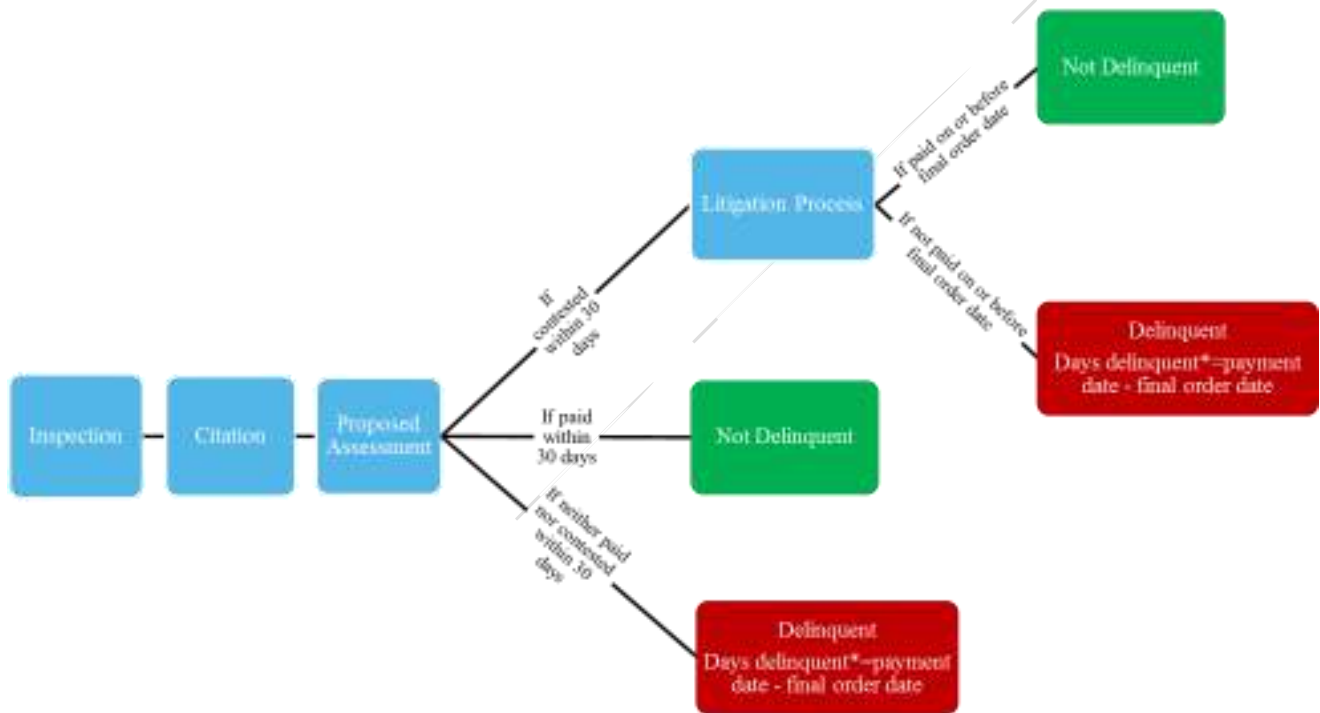 Not Delinquent
If paid on or before
final order date
Litigation Process
If not paid on or before
final order date
If
contested
within 30
days
Delinquent
Days delinquent*=payment
date - final order date
Inspection
Citation
Proposed
Assessment
If paid
within
30 days
Not Delinquent
If neither paid
nor contested
within 30
days
Delinquent
Days delinquent*=payment
date - final order date